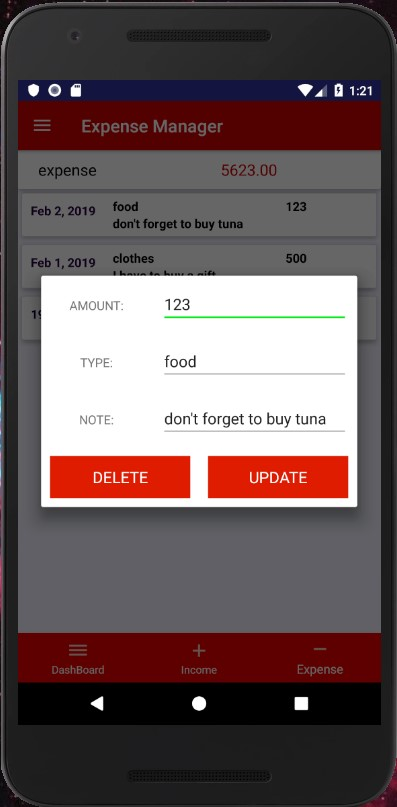 1:21
Expense Manager
expense 5623.00
Feb 2, 2019 food 123
don't forget to buy tuna
Feb 1, 2019 clothes 500
I have to buy a gift
AMOUNT: 123
TYPE: food
NOTE: don't forget to buy tuna
DELETE UPDATE
DashBoard Income Expense